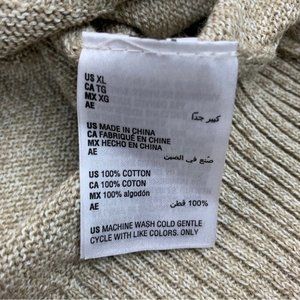 US XL
CA TG
MX XG
AE كبير جدًا
US MADE IN CHINA
CA FABRIQUÉ EN CHINE
MX HECHO EN CHINA
AE
صُنع في الصين
US 100% COTTON
CA 100% COTON
MX 100% algodón
AE 100% قطن
US MACHINE WASH COLD GENTLE
CYCLE WITH LIKE COLORS. ONLY